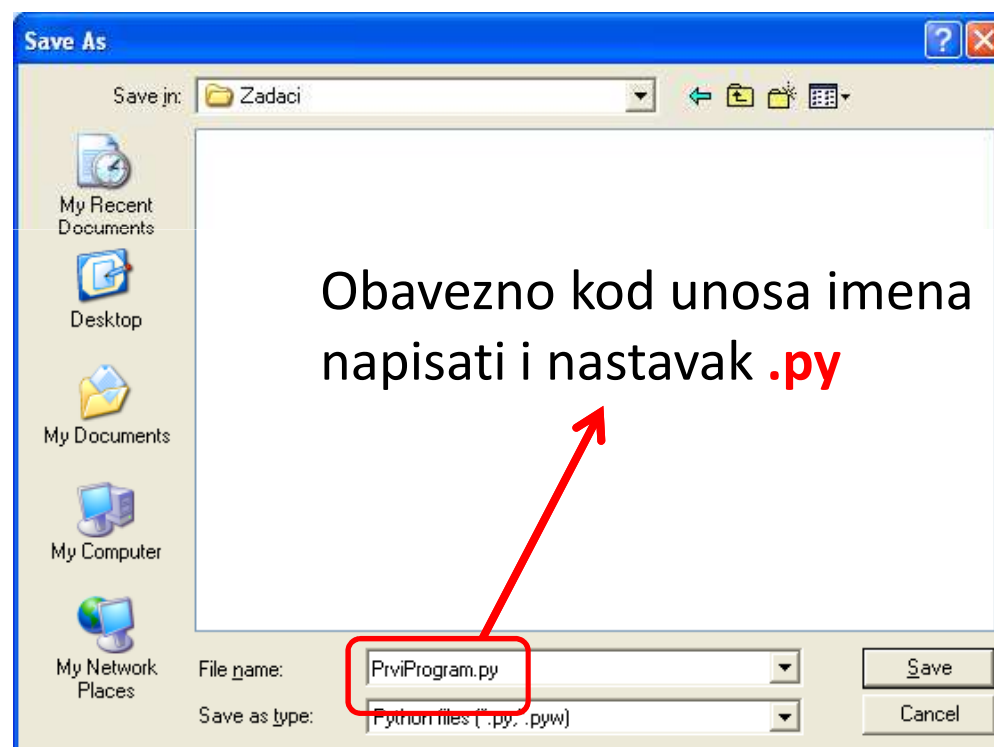 Save As
Save in:
Zadaci
My Recent
Documents
Desktop
My Documents
My Computer
My Network
Places
Obavezno kod unosa imena
napisati i nastavak .py
File name:
PrviProgram.py
Save
Save as type:
Python files (*.py,*.pyw)
Cancel